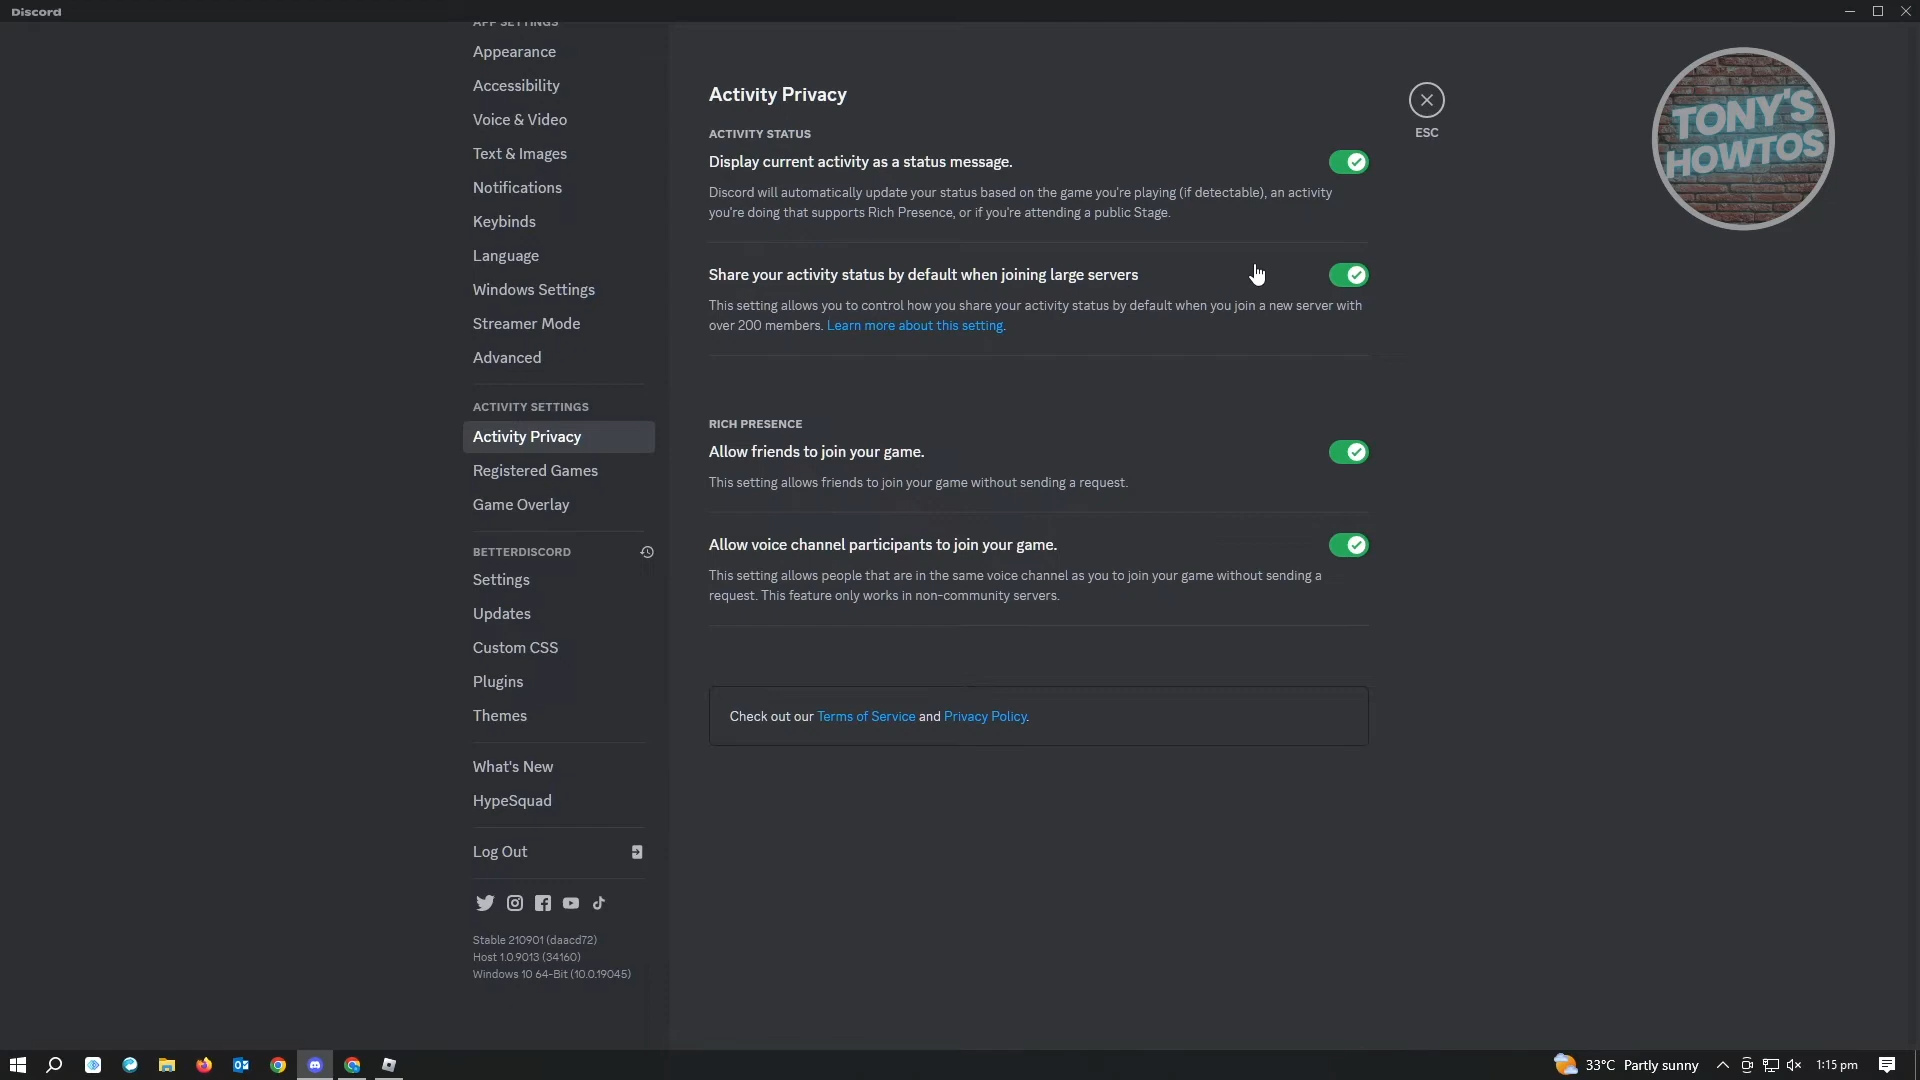 Discord
APP SETTINGS
Appearance
Accessibility
Voice & Video
Text & Images
Notifications
Keybinds
Language
Windows Settings
Streamer Mode
Advanced
ACTIVITY SETTINGS
Activity Privacy
Registered Games
Game Overlay
BETTERDISCORD
Settings
Updates
Custom CSS
Plugins
Themes
What's New
HypeSquad
Log Out
Stable 210901 (daacd72)
Host 1.0.9013 (34160)
Windows 10 64-Bit (10.0.19045)
Activity Privacy
ACTIVITY STATUS
Display current activity as a status message.
Discord will automatically update your status based on the game you're playing (if detectable), an activity
you're doing that supports Rich Presence, or if you're attending a public Stage.
Share your activity status by default when joining large servers
This setting allows you to control how you share your activity status by default when you join a new server with
over 200 members. Learn more about this setting.
RICH PRESENCE
Allow friends to join your game.
This setting allows friends to join your game without sending a request.
Allow voice channel participants to join your game.
This setting allows people that are in the same voice channel as you to join your game without sending a
request. This feature only works in non-community servers.
Check out our Terms of Service and Privacy Policy.
ESC
TONY'S
HOWTOS
33°C Partly sunny
1:15 pm